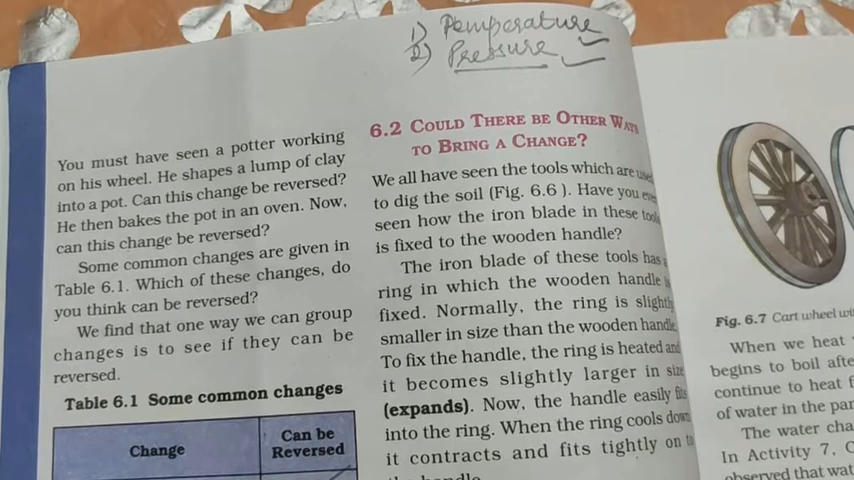 1) Temperature
2) Pressure
You must have seen a potter working
on his wheel. He shapes a lump of clay
into a pot. Can this change be reversed?
He then bakes the pot in an oven. Now,
can this change be reversed?
Some common changes are given in
Table 6.1. Which of these changes, do
you think can be reversed?
We find that one way we can group
changes is to see if they can be
reversed.
Table 6.1 Some common changes
Change
Can be
Reversed
6.2 COULD THERE BE OTHER WAYS
TO BRING A CHANGE?
We all have seen the tools which are used
to dig the soil (Fig. 6.6 ). Have you ever
seen how the iron blade in these tools
is fixed to the wooden handle?
The iron blade of these tools has a
ring in which the wooden handle is
fixed. Normally, the ring is slightly
smaller in size than the wooden handle.
To fix the handle, the ring is heated and
it becomes slightly larger in size
(expands). Now, the handle easily fits
into the ring. When the ring cools down
it contracts and fits tightly on to
Fig. 6.7 Cart wheel
When we heat
begins to boil
continue to heat
of water in the
The water
In Activity 7,
observed that